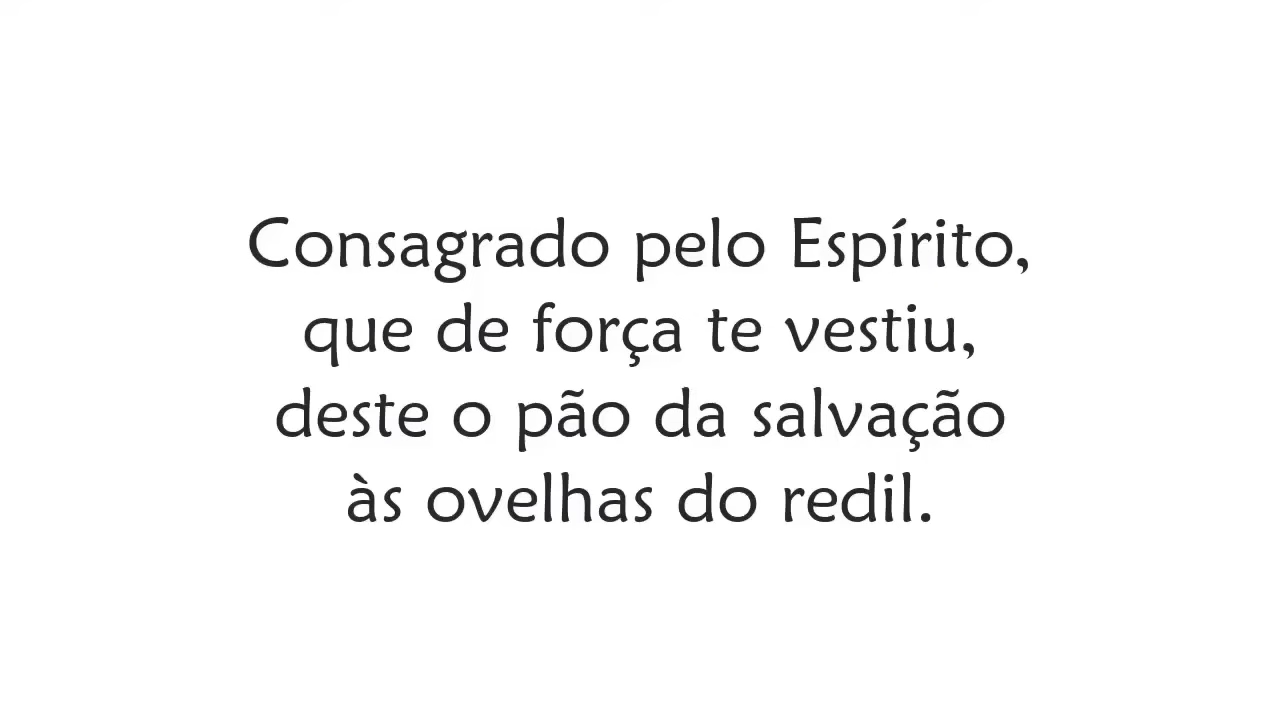 Consagrado pelo Espírito,
que de força te vestiu,
deste o pão da salvação
às ovelhas do redil.